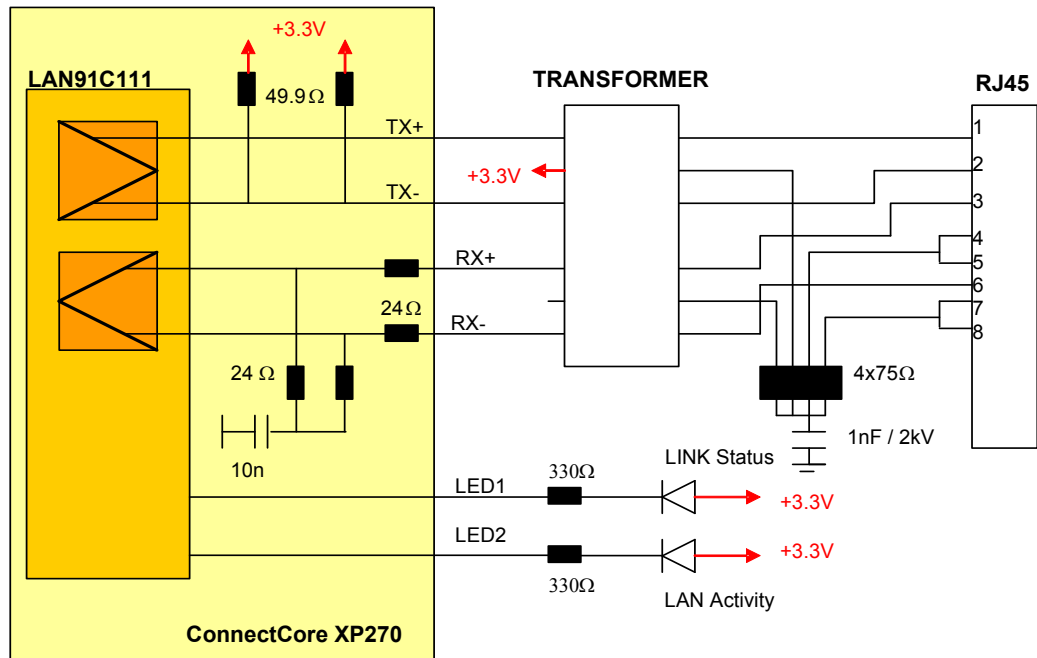 +3.3V
LAN91C111
49.9Ω
TRANSFORMER
RJ45
TX+
1
+3.3V
2
TX-
3
4
RX+
5
6
24Ω
RX-
7
8
24 Ω
4x75Ω
10n
1nF / 2kV
330Ω
LINK Status
LED1
+3.3V
LED2
+3.3V
330Ω
LAN Activity
ConnectCore XP270